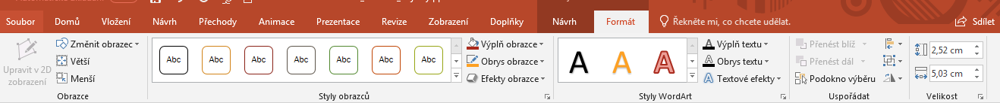 Soubor Domů Vložení Návrh Přechody Animace Prezentace Revize Zobrazení Doplňky Návrh Formát Řekněte mi, co chcete udělat. Sdílet
Upravit v 2D
zobrazení
Změnit obrazec
Větší
Menší
Obrazce
Abc Abc Abc Abc Abc Abc Abc
Výplň obrazce
Obrys obrazce
Efekty obrazce
Styly obrazců
A A A
Výplň textu
Obrys textu
Textové efekty
Styly WordArt
Přenést blíž
Přenést dál
Podokno výběru
Uspořádat
2,52 cm
5,03 cm
Velikost